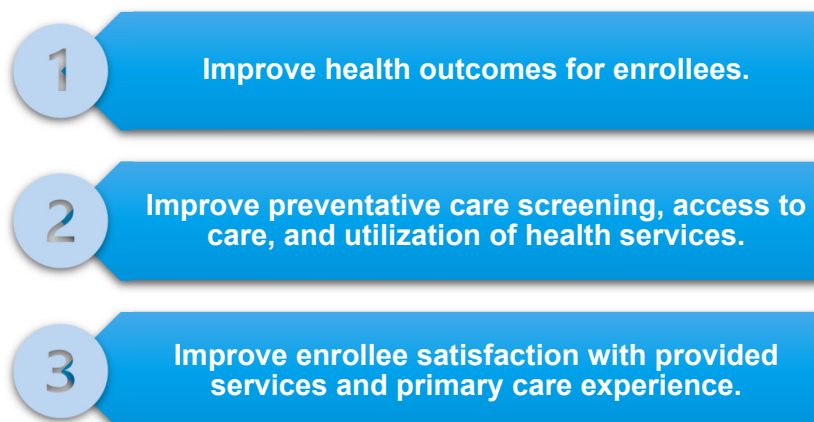 1
Improve health outcomes for enrollees.
2
Improve preventative care screening, access to
care, and utilization of health services.
3
Improve enrollee satisfaction with provided
services and primary care experience.